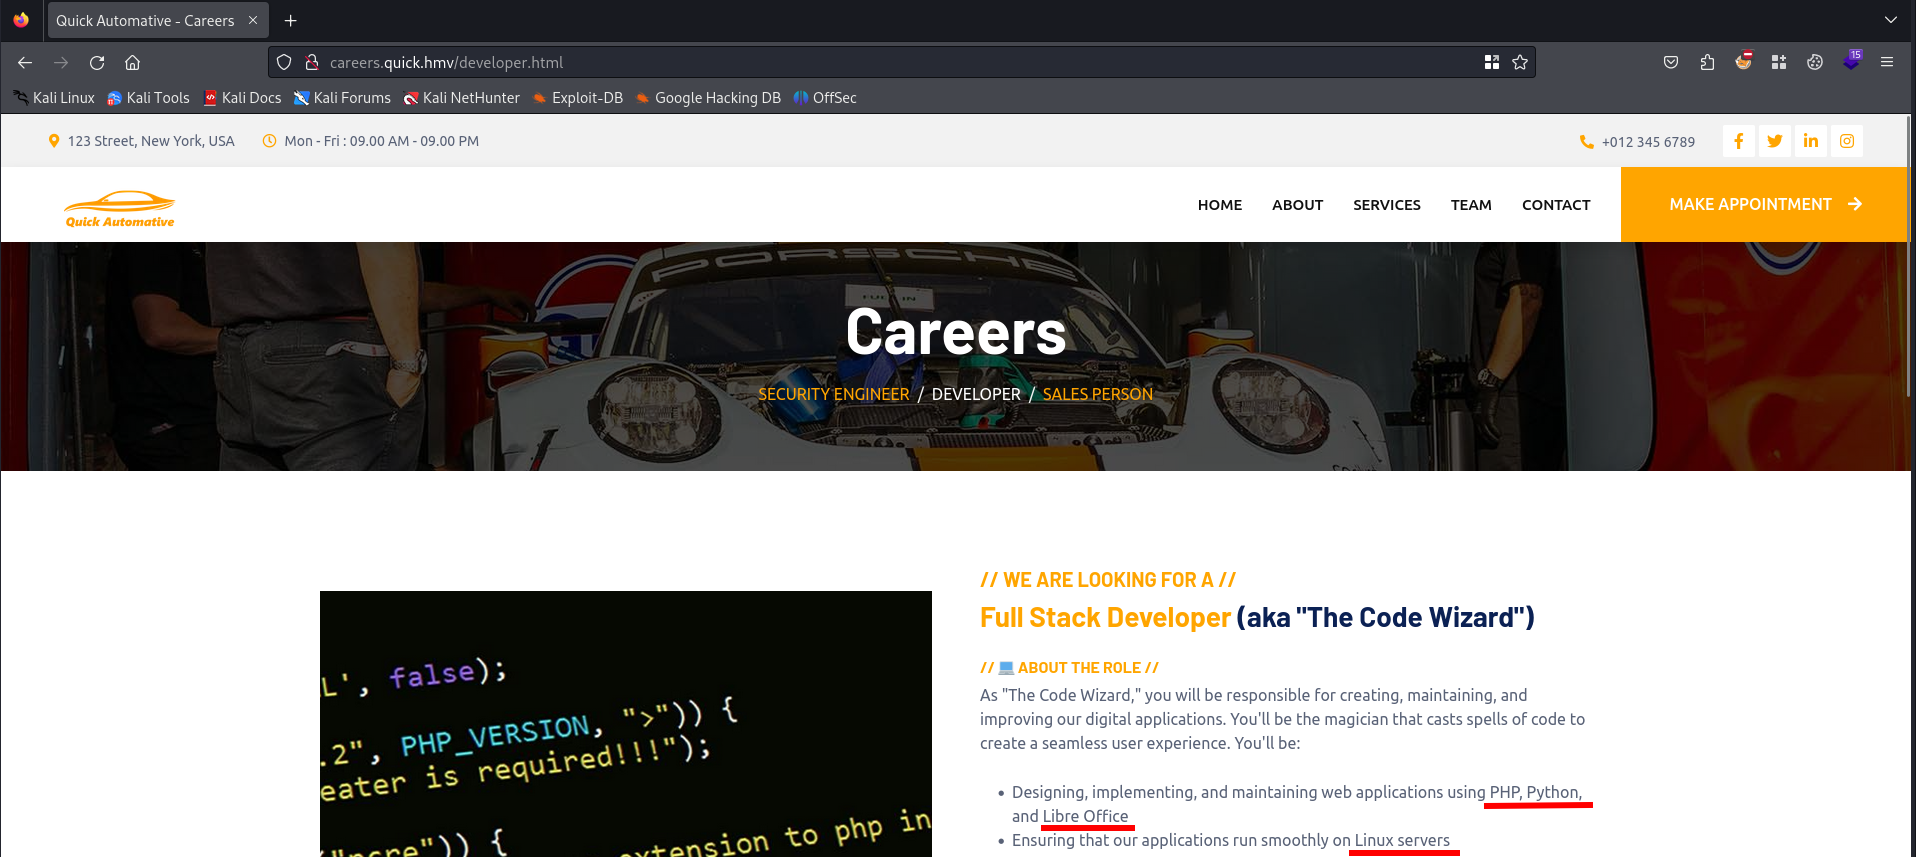 Quick Automotive - Careers
careers.quick.hmv/developer.html
15
Kali Linux
Kali Tools
Kali Docs
Kali Forums
Kali NetHunter
Exploit-DB
Google Hacking DB
OffSec
123 Street, New York, USA
Mon - Fri : 09.00 AM - 09.00 PM
+012 345 6789
Quick Automative
HOME
ABOUT
SERVICES
TEAM
CONTACT
MAKE APPOINTMENT
PORSCHE
Careers
SECURITY ENGINEER / DEVELOPER / SALES PERSON
// WE ARE LOOKING FOR A //
Full Stack Developer (aka "The Code Wizard")
// 💻 ABOUT THE ROLE //
As "The Code Wizard," you will be responsible for creating, maintaining, and
improving our digital applications. You'll be the magician that casts spells of code to
create a seamless user experience. You'll be:
• Designing, implementing, and maintaining web applications using PHP, Python,
and Libre Office
• Ensuring that our applications run smoothly on Linux servers
L', false);
.2", PHP_VERSION, ">")) {
eater is required!!!");
"pcre")) {
extension to php in